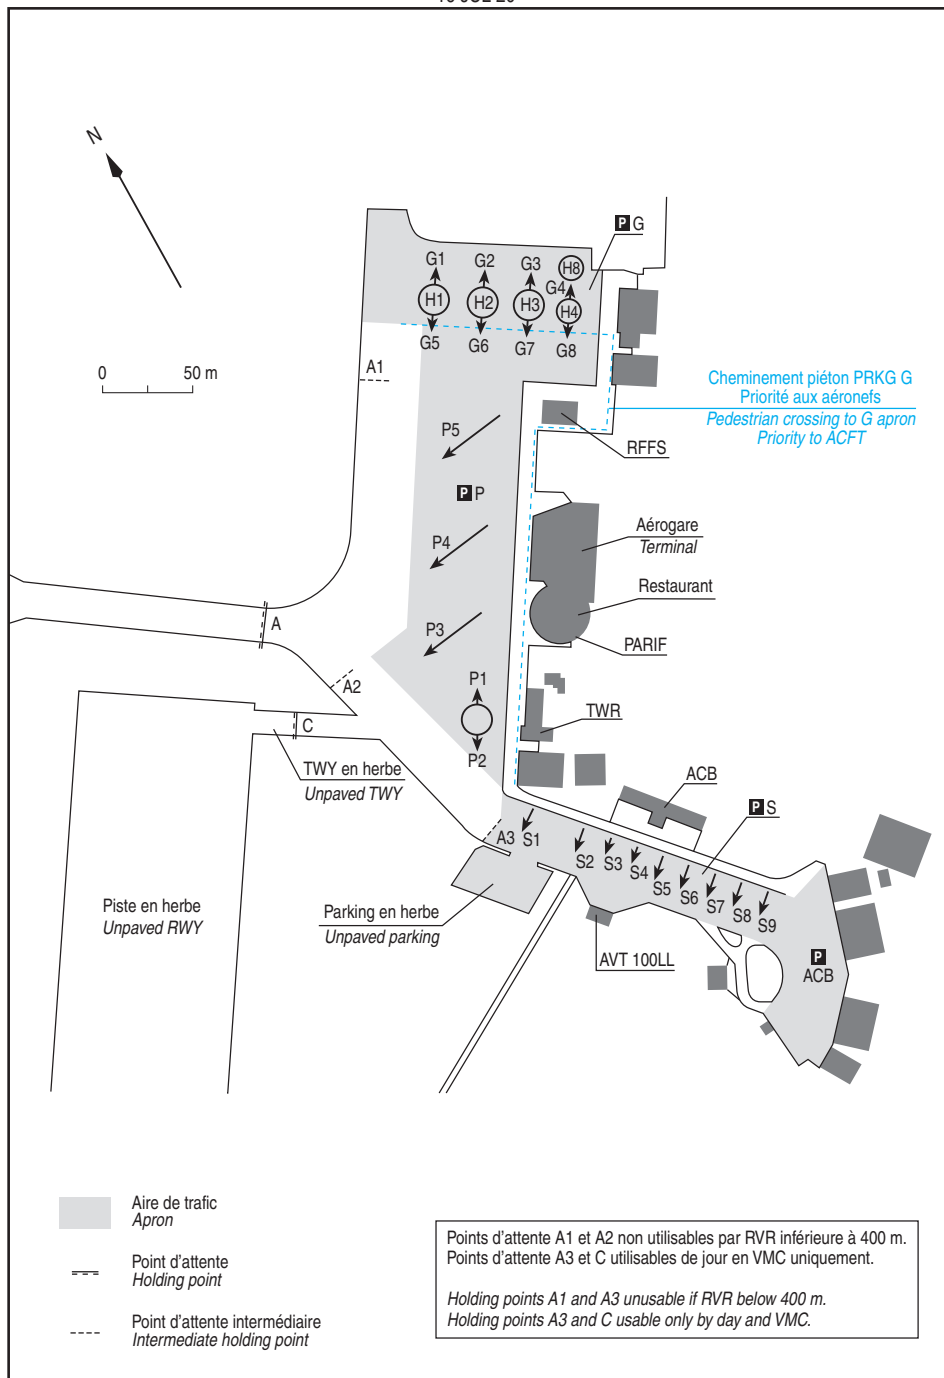 N
P G
G1 G2 G3 H8
G4
H1 H2 H3 H4
G5 G6 G7 G8
A1
0 50 m
Cheminement piéton PRKG G
Priorité aux aéronefs
Pedestrian crossing to G apron
Priority to ACFT
P5
RFFS
P P
Aérogare
Terminal
P4
Restaurant
A
P3
PARIF
A2
P1
C
TWR
P2
TWY en herbe
Unpaved TWY
ACB
P S
A3 S1
S2 S3 S4 S5 S6 S7 S8 S9
Piste en herbe
Unpaved RWY
Parking en herbe
Unpaved parking
AVT 100LL
P
ACB
Aire de trafic
Apron
Point d'attente
Holding point
Point d'attente intermédiaire
Intermediate holding point
Points d'attente A1 et A2 non utilisables par RVR inférieure à 400 m.
Points d'attente A3 et C utilisables de jour en VMC uniquement.
Holding points A1 and A3 unusable if RVR below 400 m.
Holding points A3 and C usable only by day and VMC.